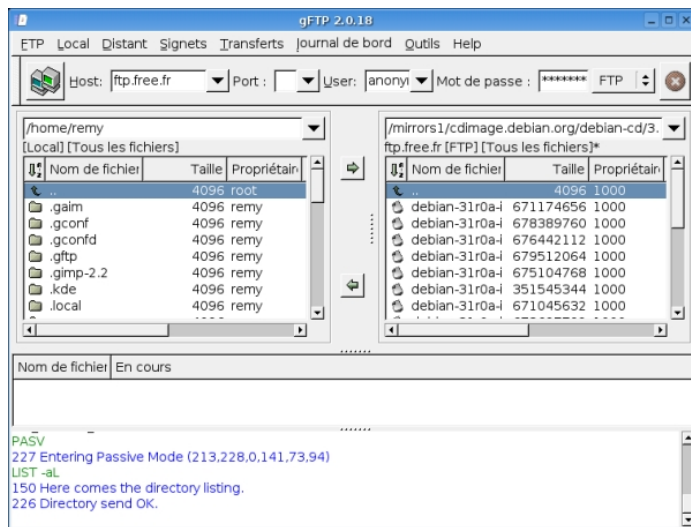 gFTP 2.0.18
FTP Local Distant Signets Transferts Journal de bord Outils Help
Host: ftp.free.fr Port : User: anony Mot de passe : ******* FTP
/home/remy
[Local] [Tous les fichiers]
Nom de fichier Taille Propriétair
.. 4096 root
.gaim 4096 remy
.gconf 4096 remy
.gconfd 4096 remy
.gftp 4096 remy
.gimp-2.2 4096 remy
.kde 4096 remy
.local 4096 remy
/mirrors1/cdimage.debian.org/debian-cd/3.
ftp.free.fr [FTP] [Tous les fichiers]*
Nom de fichier Taille Propriétair
.. 4096 1000
debian-31r0a-i 671174656 1000
debian-31r0a-i 678389760 1000
debian-31r0a-i 676442112 1000
debian-31r0a-i 679512064 1000
debian-31r0a-i 675104768 1000
debian-31r0a-i 351545344 1000
debian-31r0a-i 671045632 1000
Nom de fichier En cours
PASV
227 Entering Passive Mode (213,228,0,141,73,94)
LIST -aL
150 Here comes the directory listing.
226 Directory send OK.